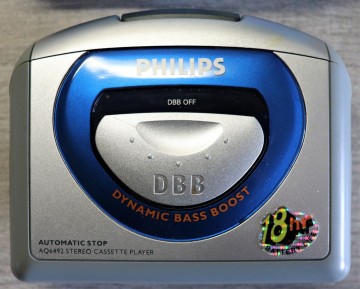 PHILIPS
DBB OFF
DBB
DYNAMIC BASS BOOST
AUTOMATIC STOP
AQ6492 STEREO CASSETTE PLAYER
18hr